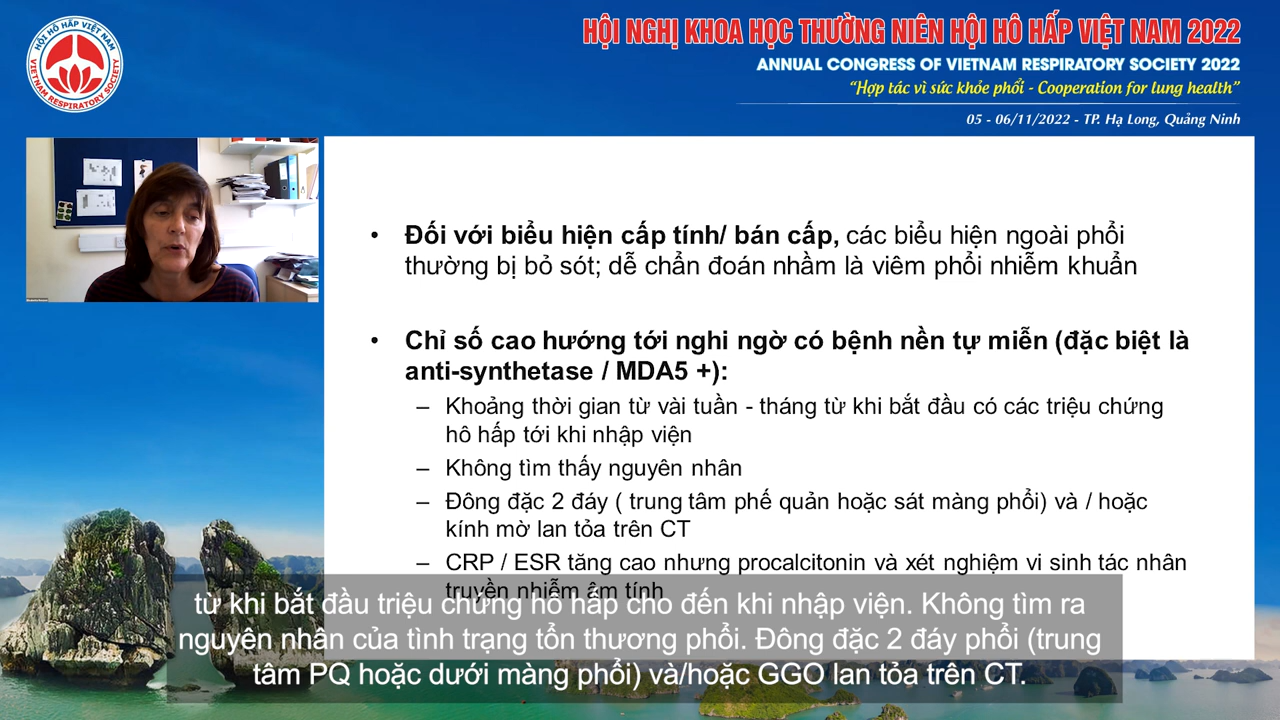 HỘI HÔ HẤP VIỆT NAM
VIETNAM RESPIRATORY SOCIETY
HỘI NGHỊ KHOA HỌC THƯỜNG NIÊN HỘI HÔ HẤP VIỆT NAM 2022
ANNUAL CONGRESS OF VIETNAM RESPIRATORY SOCIETY 2022
“Hợp tác vì sức khỏe phổi - Cooperation for lung health”
05 - 06/11/2022 - TP. Hạ Long, Quảng Ninh
• Đối với biểu hiện cấp tính/ bán cấp, các biểu hiện ngoài phổi
thường bị bỏ sót; dễ chẩn đoán nhầm là viêm phổi nhiễm khuẩn
• Chỉ số cao hướng tới nghi ngờ có bệnh nền tự miễn (đặc biệt là
anti-synthetase / MDA5 +):
– Khoảng thời gian từ vài tuần - tháng từ khi bắt đầu có các triệu chứng
hô hấp tới khi nhập viện
– Không tìm thấy nguyên nhân
– Đông đặc 2 đáy ( trung tâm phế quản hoặc sát màng phổi) và / hoặc
kính mờ lan tỏa trên CT
– CRP / ESR tăng cao nhưng procalcitonin và xét nghiệm vi sinh tác nhân
truyền nhiễm âm tính
từ khi bắt đầu triệu chứng hô hấp cho đến khi nhập viện. Không tìm ra
nguyên nhân của tình trạng tổn thương phổi. Đông đặc 2 đáy phổi (trung
tâm PQ hoặc dưới màng phổi) và/hoặc GGO lan tỏa trên CT.